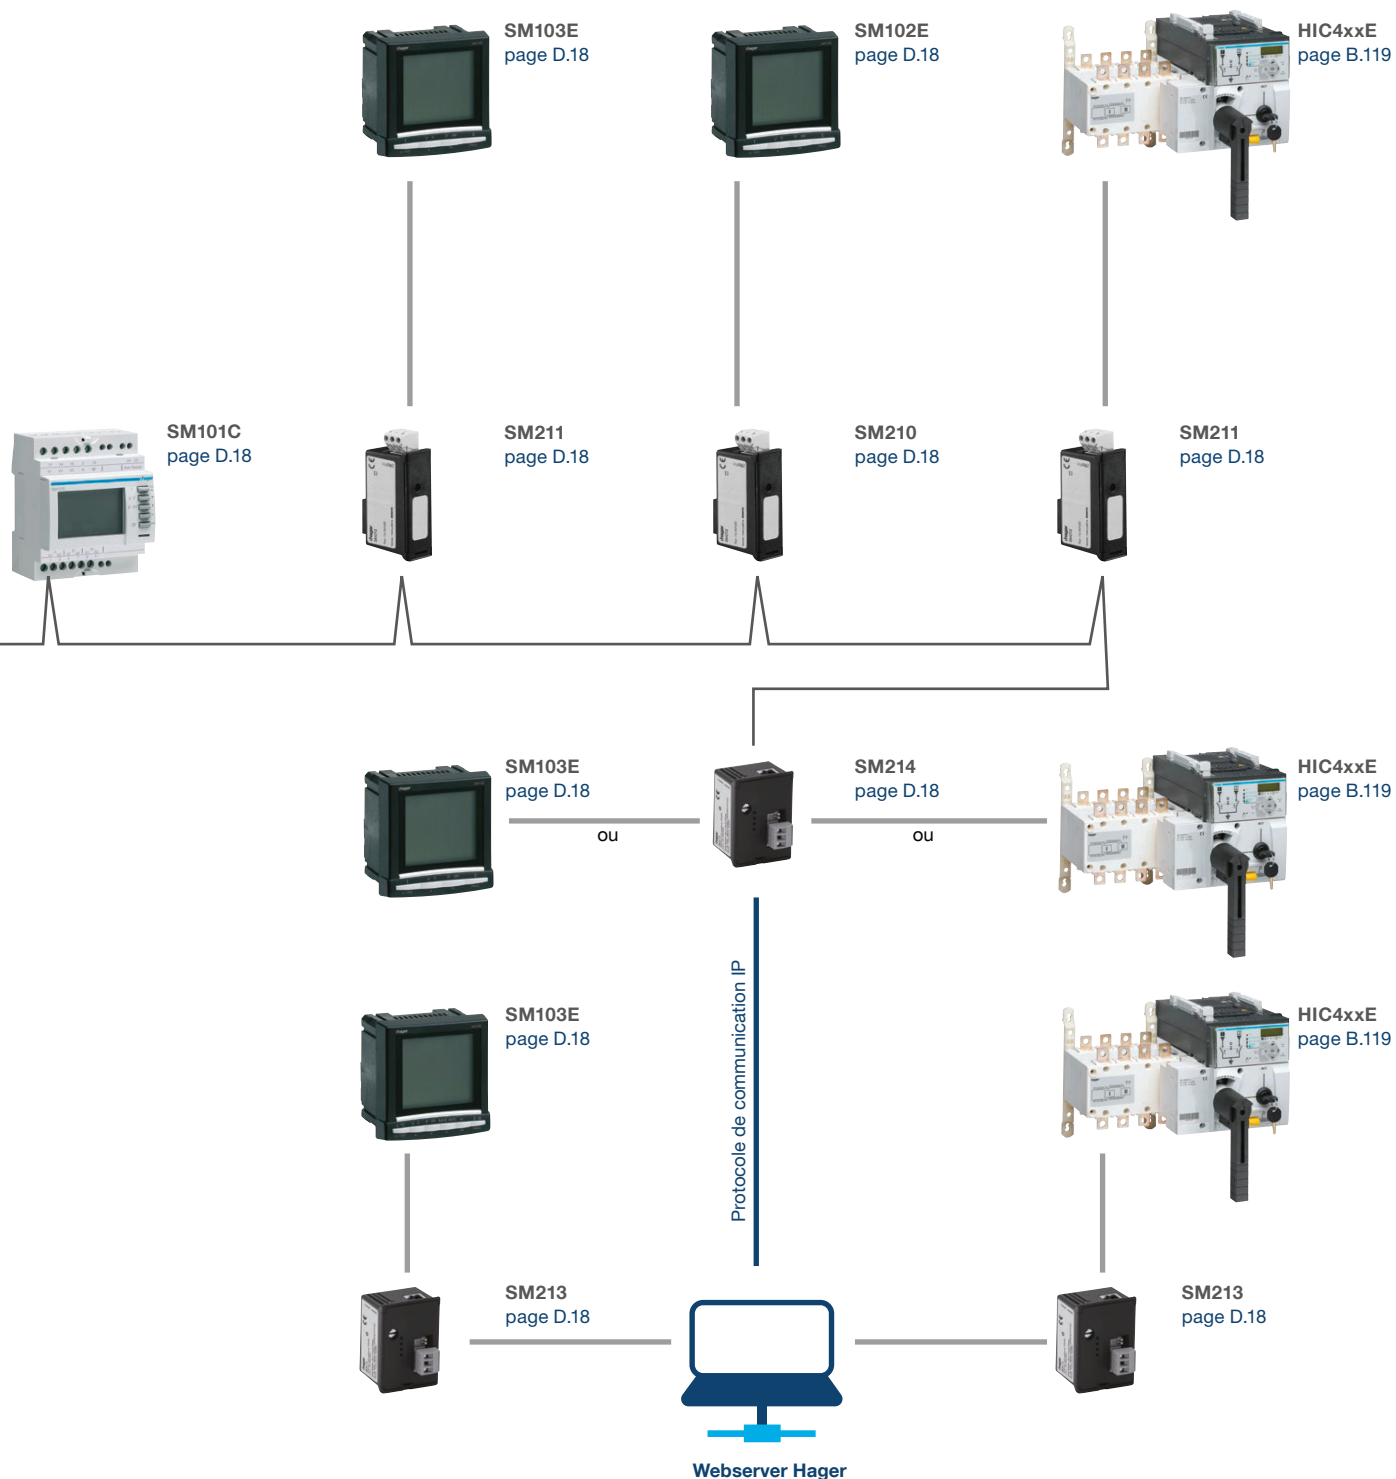 SM103E
page D.18
SM102E
page D.18
HIC4xxE
page B.119
SM101C
page D.18
SM211
page D.18
SM210
page D.18
SM211
page D.18
SM103E
page D.18
ou
SM214
page D.18
ou
HIC4xxE
page B.119
SM103E
page D.18
Protocole de communication IP
HIC4xxE
page B.119
SM213
page D.18
SM213
page D.18
Webserver Hager